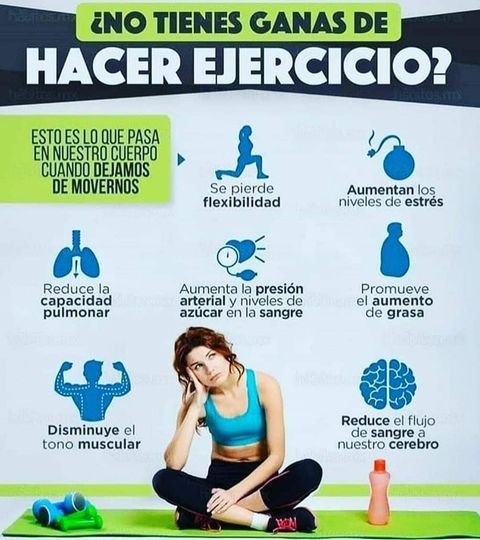 ¿NO TIENES GANAS DE
HACER EJERCICIO?
ESTO ES LO QUE PASA
EN NUESTRO CUERPO
CUANDO DEJAMOS
DE MOVERNOS
Se pierde
flexibilidad
Aumentan los
niveles de estrés
Reduce la
capacidad
pulmonar
Aumenta la presión
arterial y niveles de
azúcar en la sangre
Promueve
el aumento
de grasa
Disminuye el
tono muscular
Reduce el flujo
de sangre a
nuestro cerebro